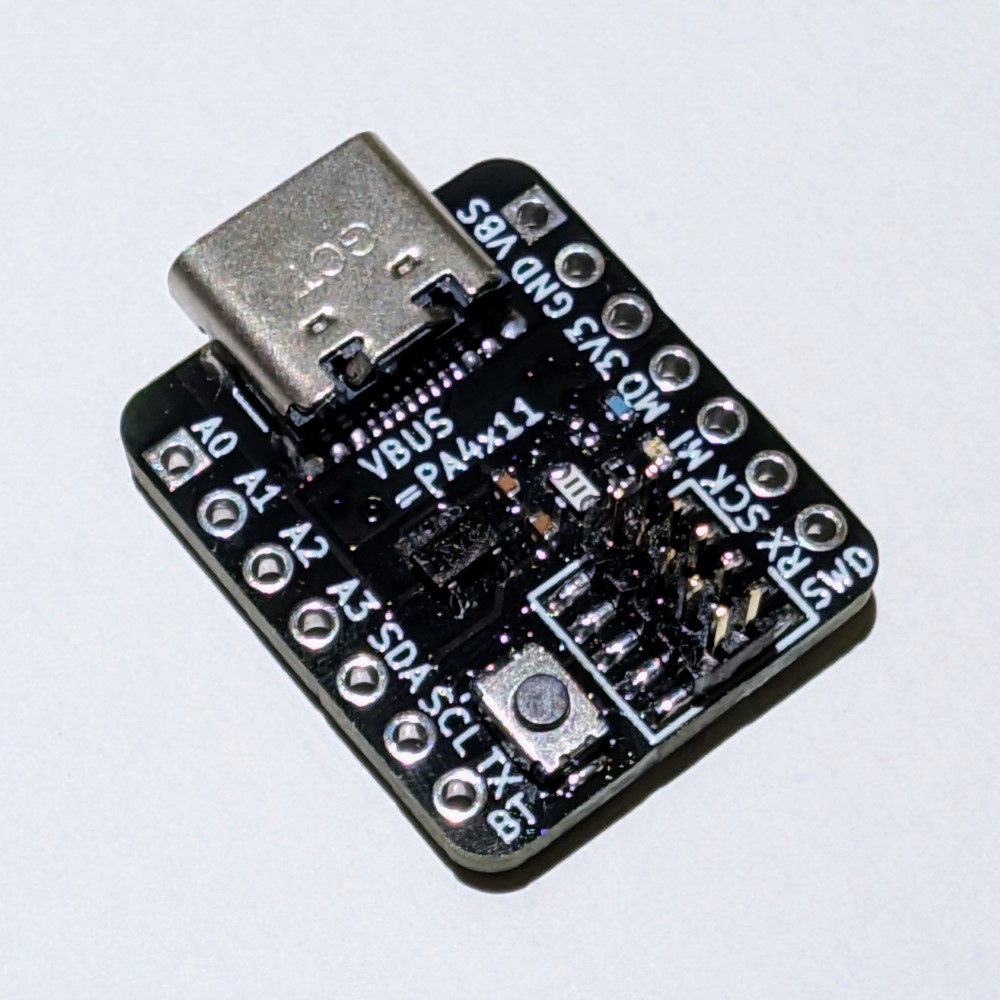 GCT
VBUS
=PA4x11
A0
A1
A2
A3
SDA
SCL
TX
BT
VBS
GND
3V3
MO
MI
SCK
RX
SWD